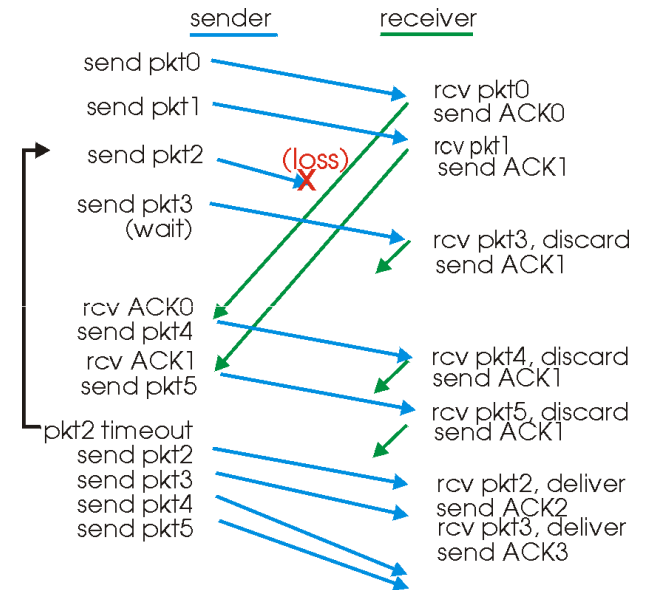 sender
receiver
send pkt0
send pkt1
send pkt2
send pkt3
(wait)
(loss)
X
rcv pkt0
send ACK0
rcv pkt1
send ACK1
rcv pkt3, discard
send ACK1
rcv ACK0
send pkt4
rcv ACK1
send pkt5
rcv pkt4, discard
send ACK1
rcv pkt5, discard
send ACK1
pkt2 timeout
send pkt2
send pkt3
send pkt4
send pkt5
rcv pkt2, deliver
send ACK2
rcv pkt3, deliver
send ACK3